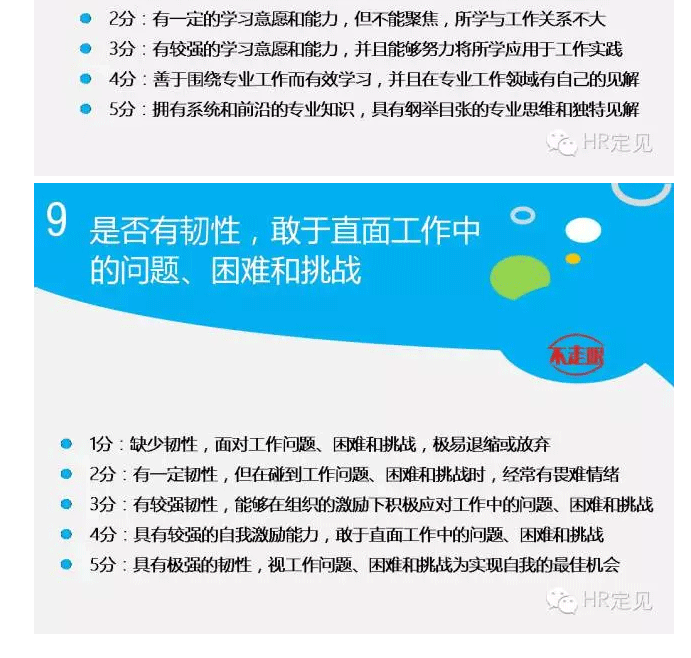 2分：有一定的学习意愿和能力，但不能聚焦，所学与工作关系不大
3分：有较强的学习意愿和能力，并且能够努力将所学应用于工作实践
4分：善于围绕专业工作而有效学习，并且在专业工作领域有自己的见解
5分：拥有系统和前沿的专业知识，具有纲举目张的专业思维和独特见解
HR定见
9 是否有韧性，敢于直面工作中
的问题、困难和挑战
不走眼
1分：缺少韧性，面对工作问题、困难和挑战，极易退缩或放弃
2分：有一定韧性，但在碰到工作问题、困难和挑战时，经常有畏难情绪
3分：有较强韧性，能够在组织的激励下积极应对工作中的问题、困难和挑战
4分：具有较强的自我激励能力，敢于直面工作中的问题、困难和挑战
5分：具有极强的韧性，视工作问题、困难和挑战为实现自我的最佳机会
HR定见